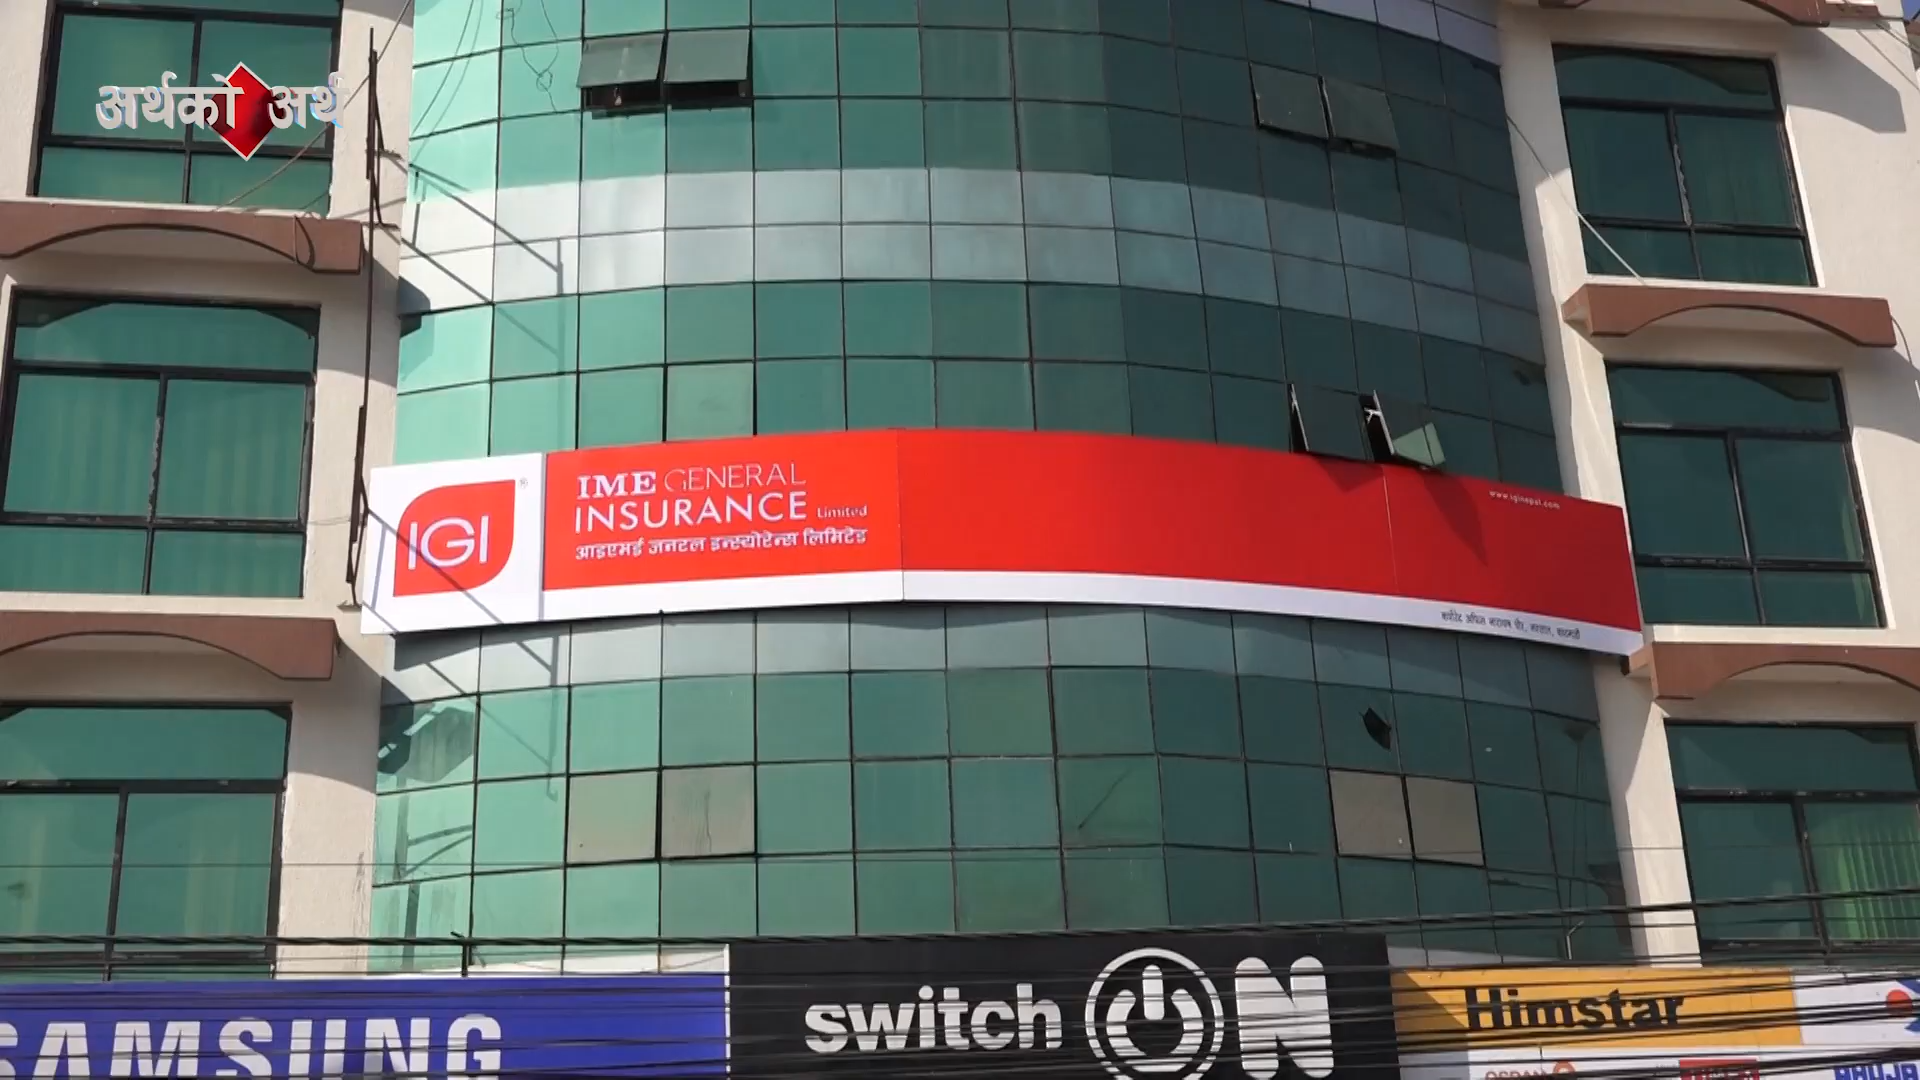 अर्थको अर्थ
IGI
®
IME GENERAL
INSURANCE Limited
आइएमई जनरल इन्स्योरेन्स लिमिटेड
www.iginepal.com
SAMSUNG
switch ON
Himstar